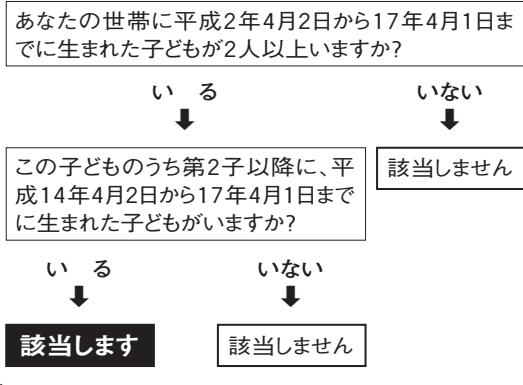 あなたの世帯に平成2年4月2日から17年4月1日ま
でに生まれた子どもが2人以上いますか?
い る
いない
この子どものうち第2子以降に、平
成14年4月2日から17年4月1日まで
に生まれた子どもがいますか?
該当しません
い る
いない
該当します
該当しません